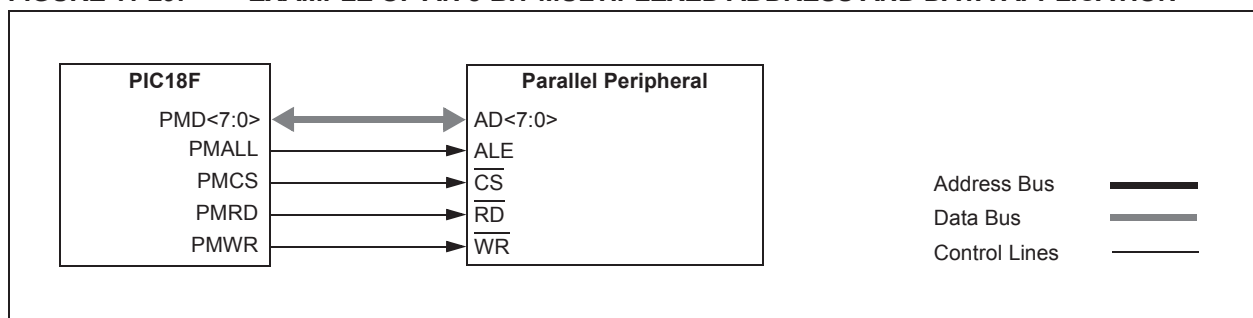 PIC18F
Parallel Peripheral
PMD<7:0>
AD<7:0>
PMALL
ALE
PMCS
CS
PMRD
RD
PMWR
WR
Address Bus
Data Bus
Control Lines